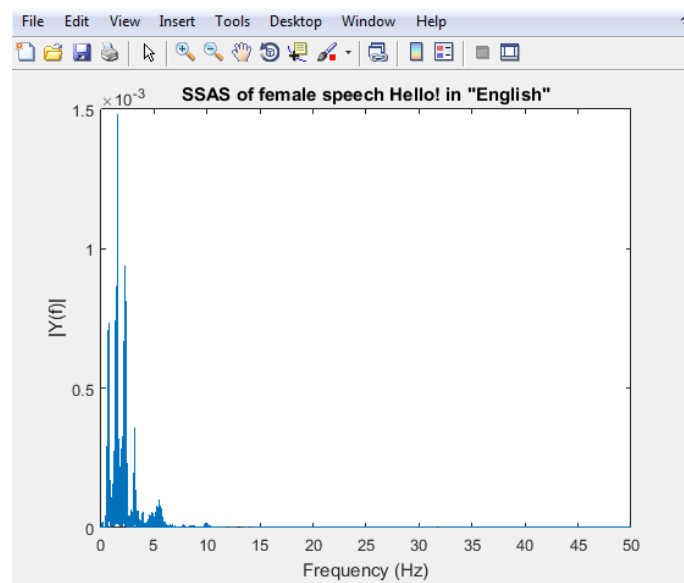 File Edit View Insert Tools Desktop Window Help
×10-3
SSAS of female speech Hello! in "English"
1.5
1
0.5
0
|Y(f)|
0 5 10 15 20 25 30 35 40 45 50
Frequency (Hz)